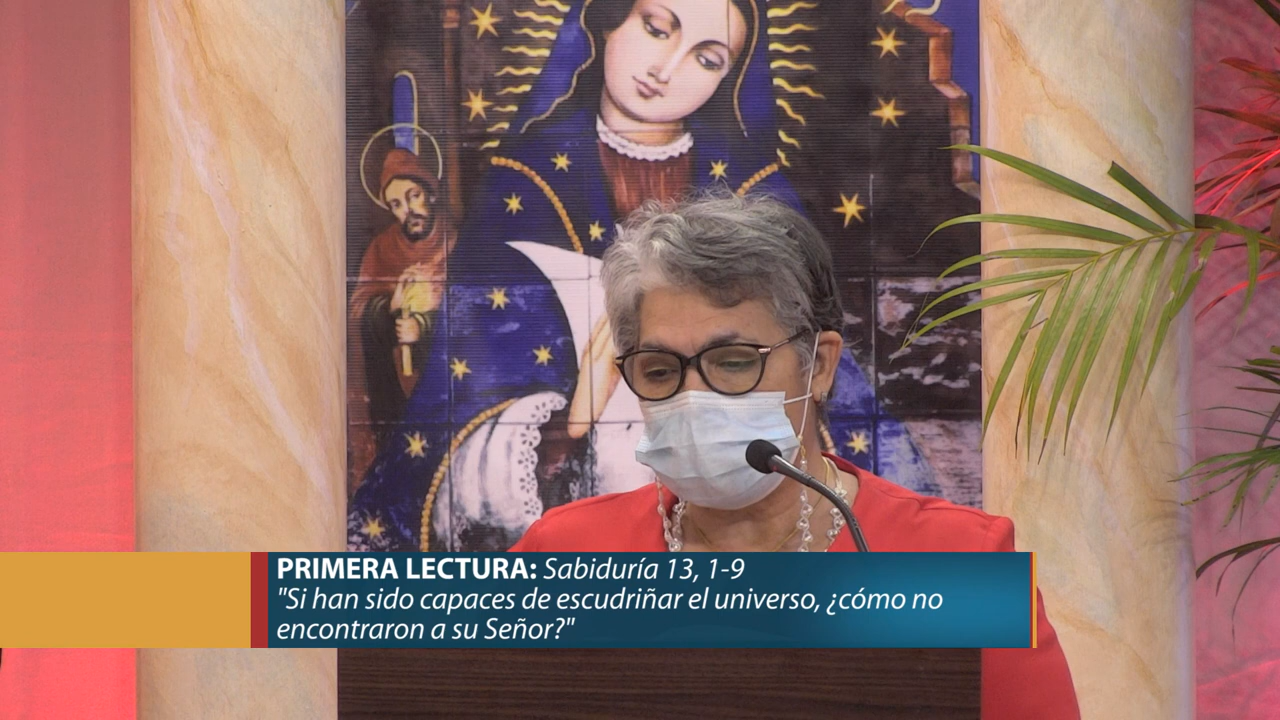 PRIMERA LECTURA: Sabiduría 13, 1-9
"Si han sido capaces de escudriñar el universo, ¿cómo no
encontraron a su Señor?"